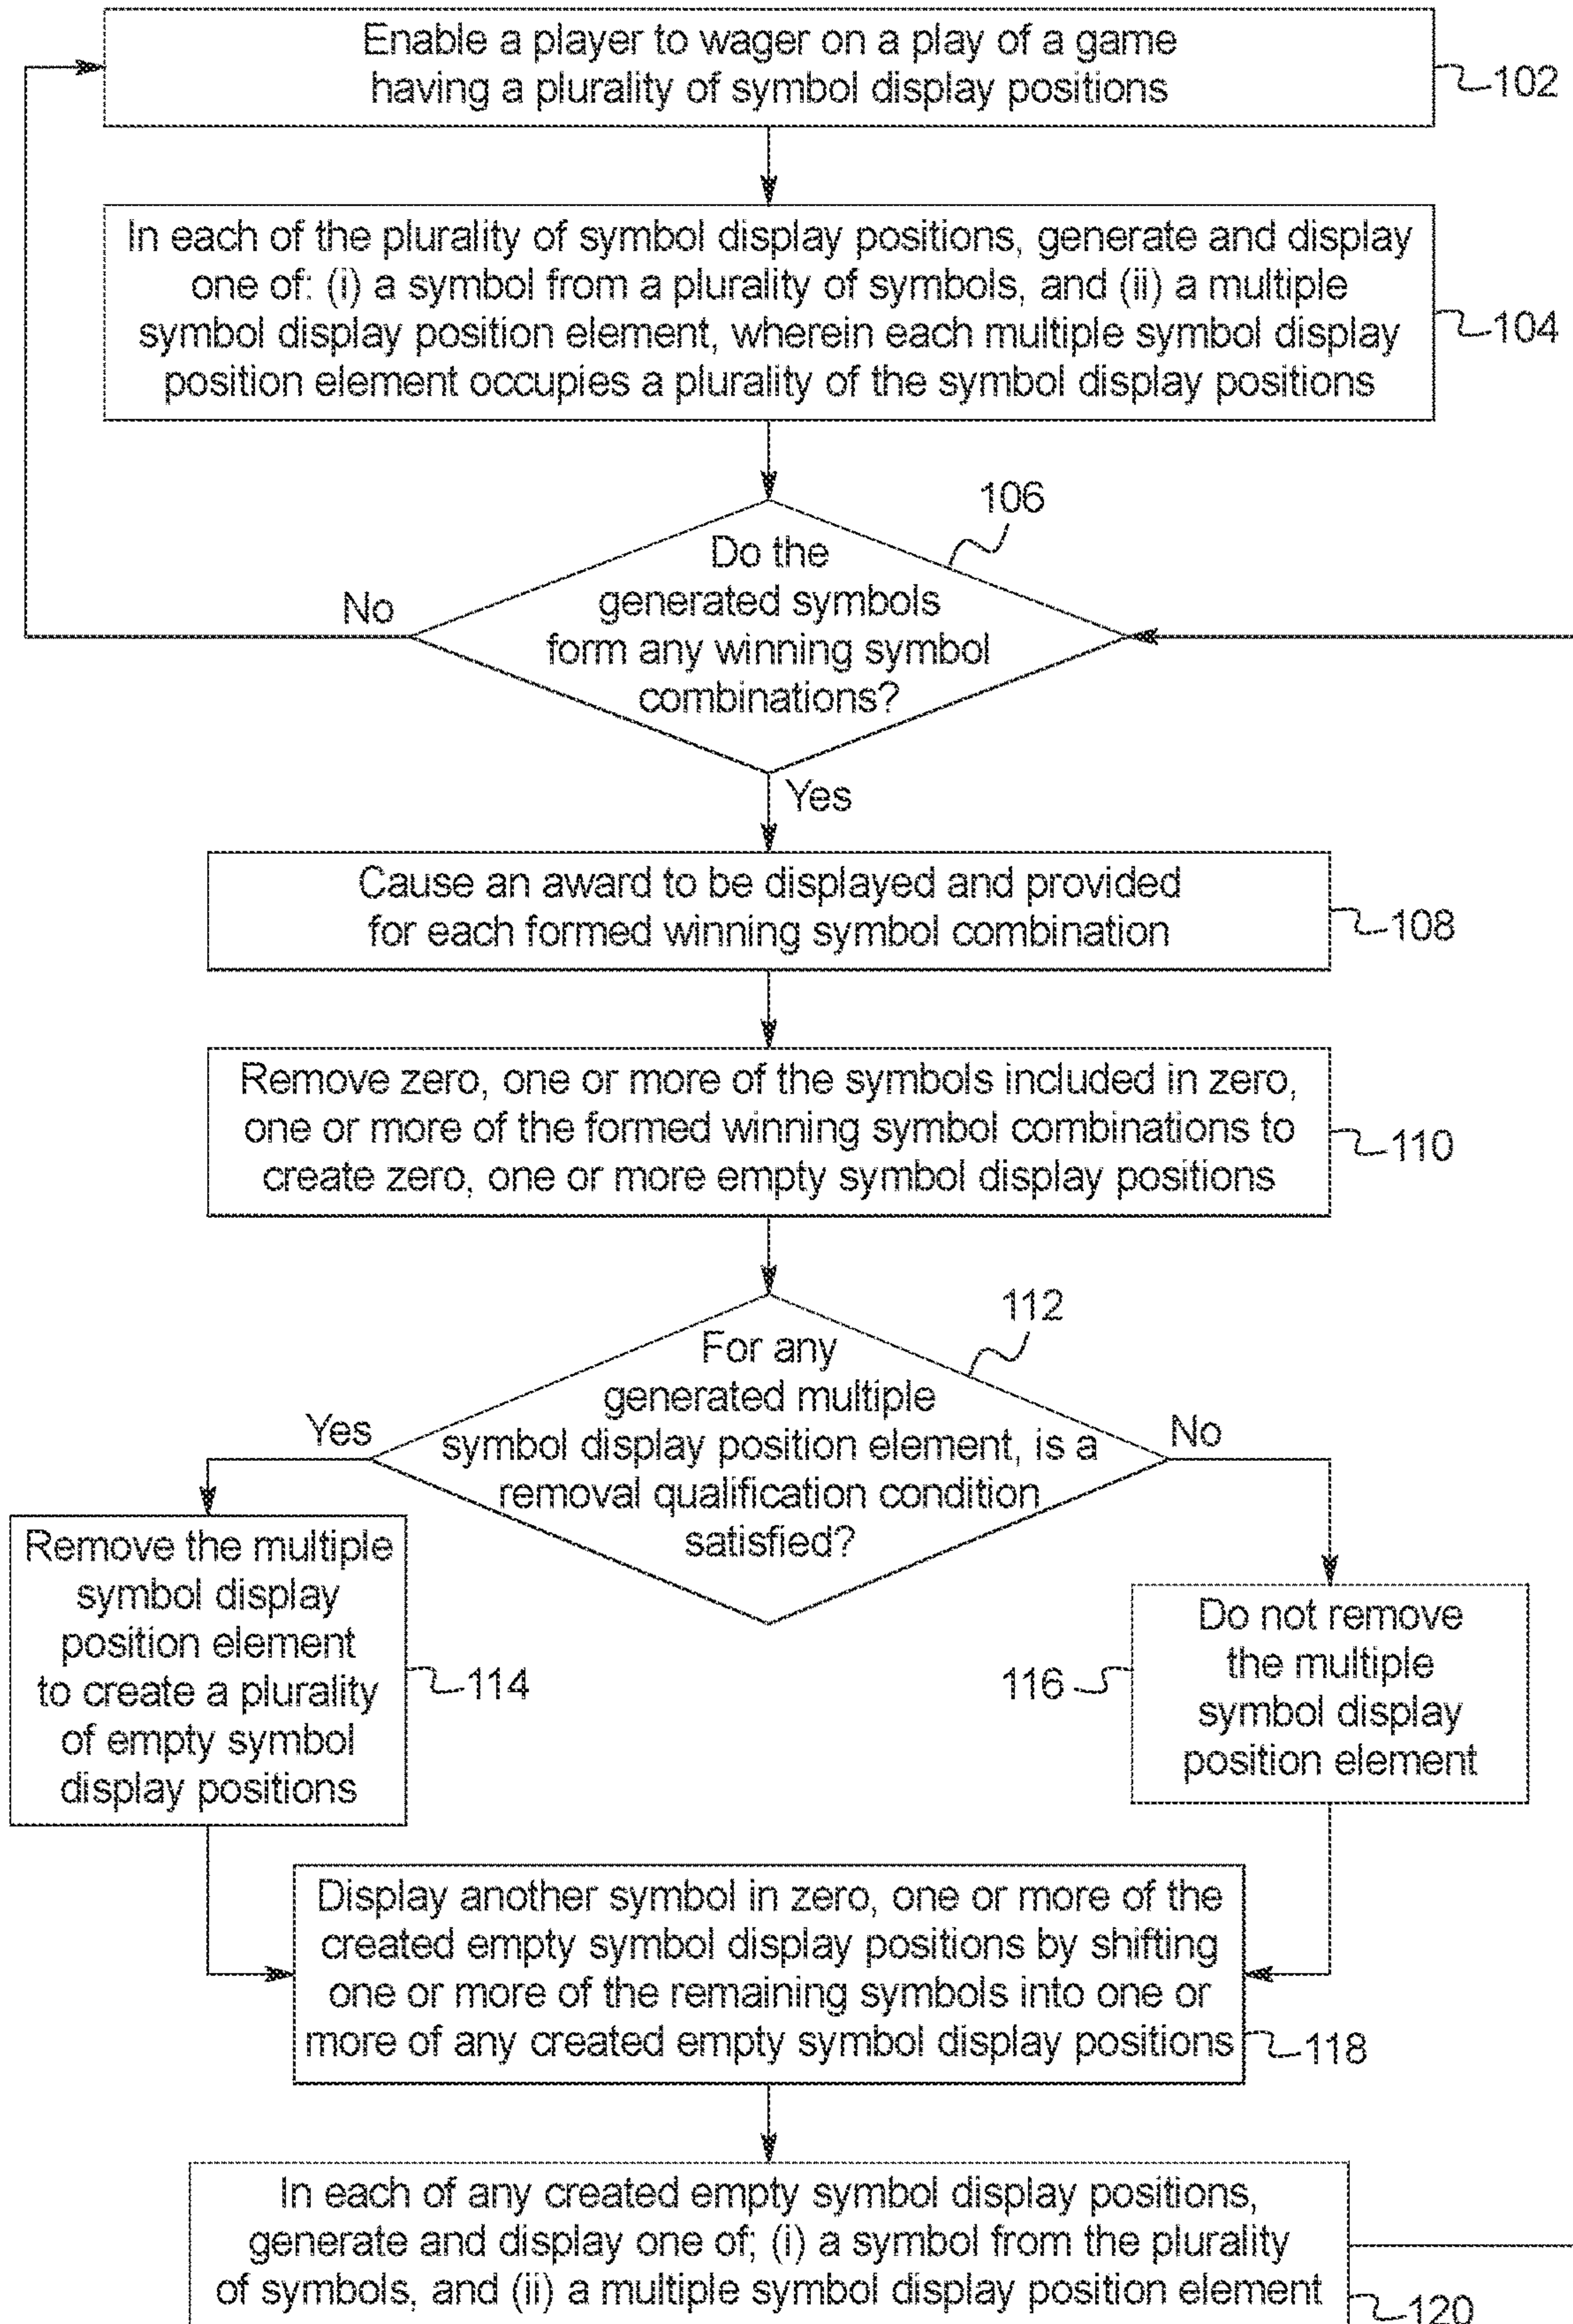 Enable a player to wager on a play of a game
having a plurality of symbol display positions
102
In each of the plurality of symbol display positions, generate and display
one of: (i) a symbol from a plurality of symbols, and (ii) a multiple
symbol display position element, wherein each multiple symbol display
position element occupies a plurality of the symbol display positions
104
106
Do the
generated symbols
form any winning symbol
combinations?
No
Yes
Cause an award to be displayed and provided
for each formed winning symbol combination
108
Remove zero, one or more of the symbols included in zero,
one or more of the formed winning symbol combinations to
create zero, one or more empty symbol display positions
110
112
For any
generated multiple
symbol display position element, is a
removal qualification condition
satisfied?
Yes
No
Remove the multiple
symbol display
position element
to create a plurality
of empty symbol
display positions
114
Do not remove
the multiple
symbol display
position element
116
Display another symbol in zero, one or more of the
created empty symbol display positions by shifting
one or more of the remaining symbols into one or
more of any created empty symbol display positions
118
In each of any created empty symbol display positions,
generate and display one of; (i) a symbol from the plurality
of symbols, and (ii) a multiple symbol display position element
120